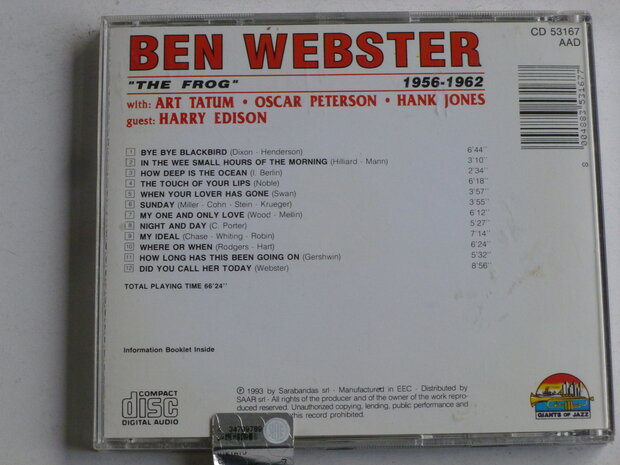 BEN WEBSTER
CD 53167
AAD
"THE FROG" 1956-1962
with: ART TATUM • OSCAR PETERSON • HANK JONES
guest: HARRY EDISON
8 004883 531677
1 BYE BYE BLACKBIRD (Dixon - Henderson) 6'44"
2 IN THE WEE SMALL HOURS OF THE MORNING (Hilliard - Mann) 3'10"
3 HOW DEEP IS THE OCEAN (I. Berlin) 2'34"
4 THE TOUCH OF YOUR LIPS (Noble) 6'18"
5 WHEN YOUR LOVER HAS GONE (Swan) 3'57"
6 SUNDAY (Miller - Cohn - Stein - Krueger) 3'55"
7 MY ONE AND ONLY LOVE (Wood - Mellin) 6'12"
8 NIGHT AND DAY (C. Porter) 5'27"
9 MY IDEAL (Chase - Whiting - Robin) 7'14"
10 WHERE OR WHEN (Rodgers - Hart) 6'24"
11 HOW LONG HAS THIS BEEN GOING ON (Gershwin) 5'32"
12 DID YOU CALL HER TODAY (Webster) 8'56"
TOTAL PLAYING TIME 66'24"
Information Booklet Inside
℗ 1993 by Sarabandas srl - Manufactured in EEC - Distributed by
SAAR srl - All rights of the producer and of the owner of the work repro-
duced reserved. Unauthorized copying, lending, public performance and
this record prohibited.
COMPACT
disc
DIGITAL AUDIO
GIANTS OF JAZZ